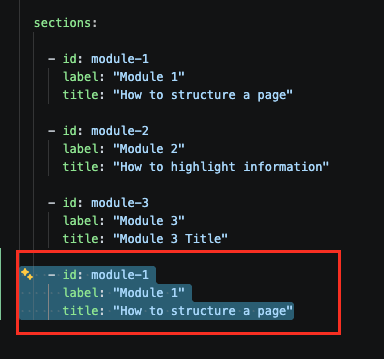 sections:
- id: module-1
label: "Module 1"
title: "How to structure a page"
- id: module-2
label: "Module 2"
title: "How to highlight information"
- id: module-3
label: "Module 3"
title: "Module 3 Title"
- id: module-1
label: "Module 1"
title: "How to structure a page"